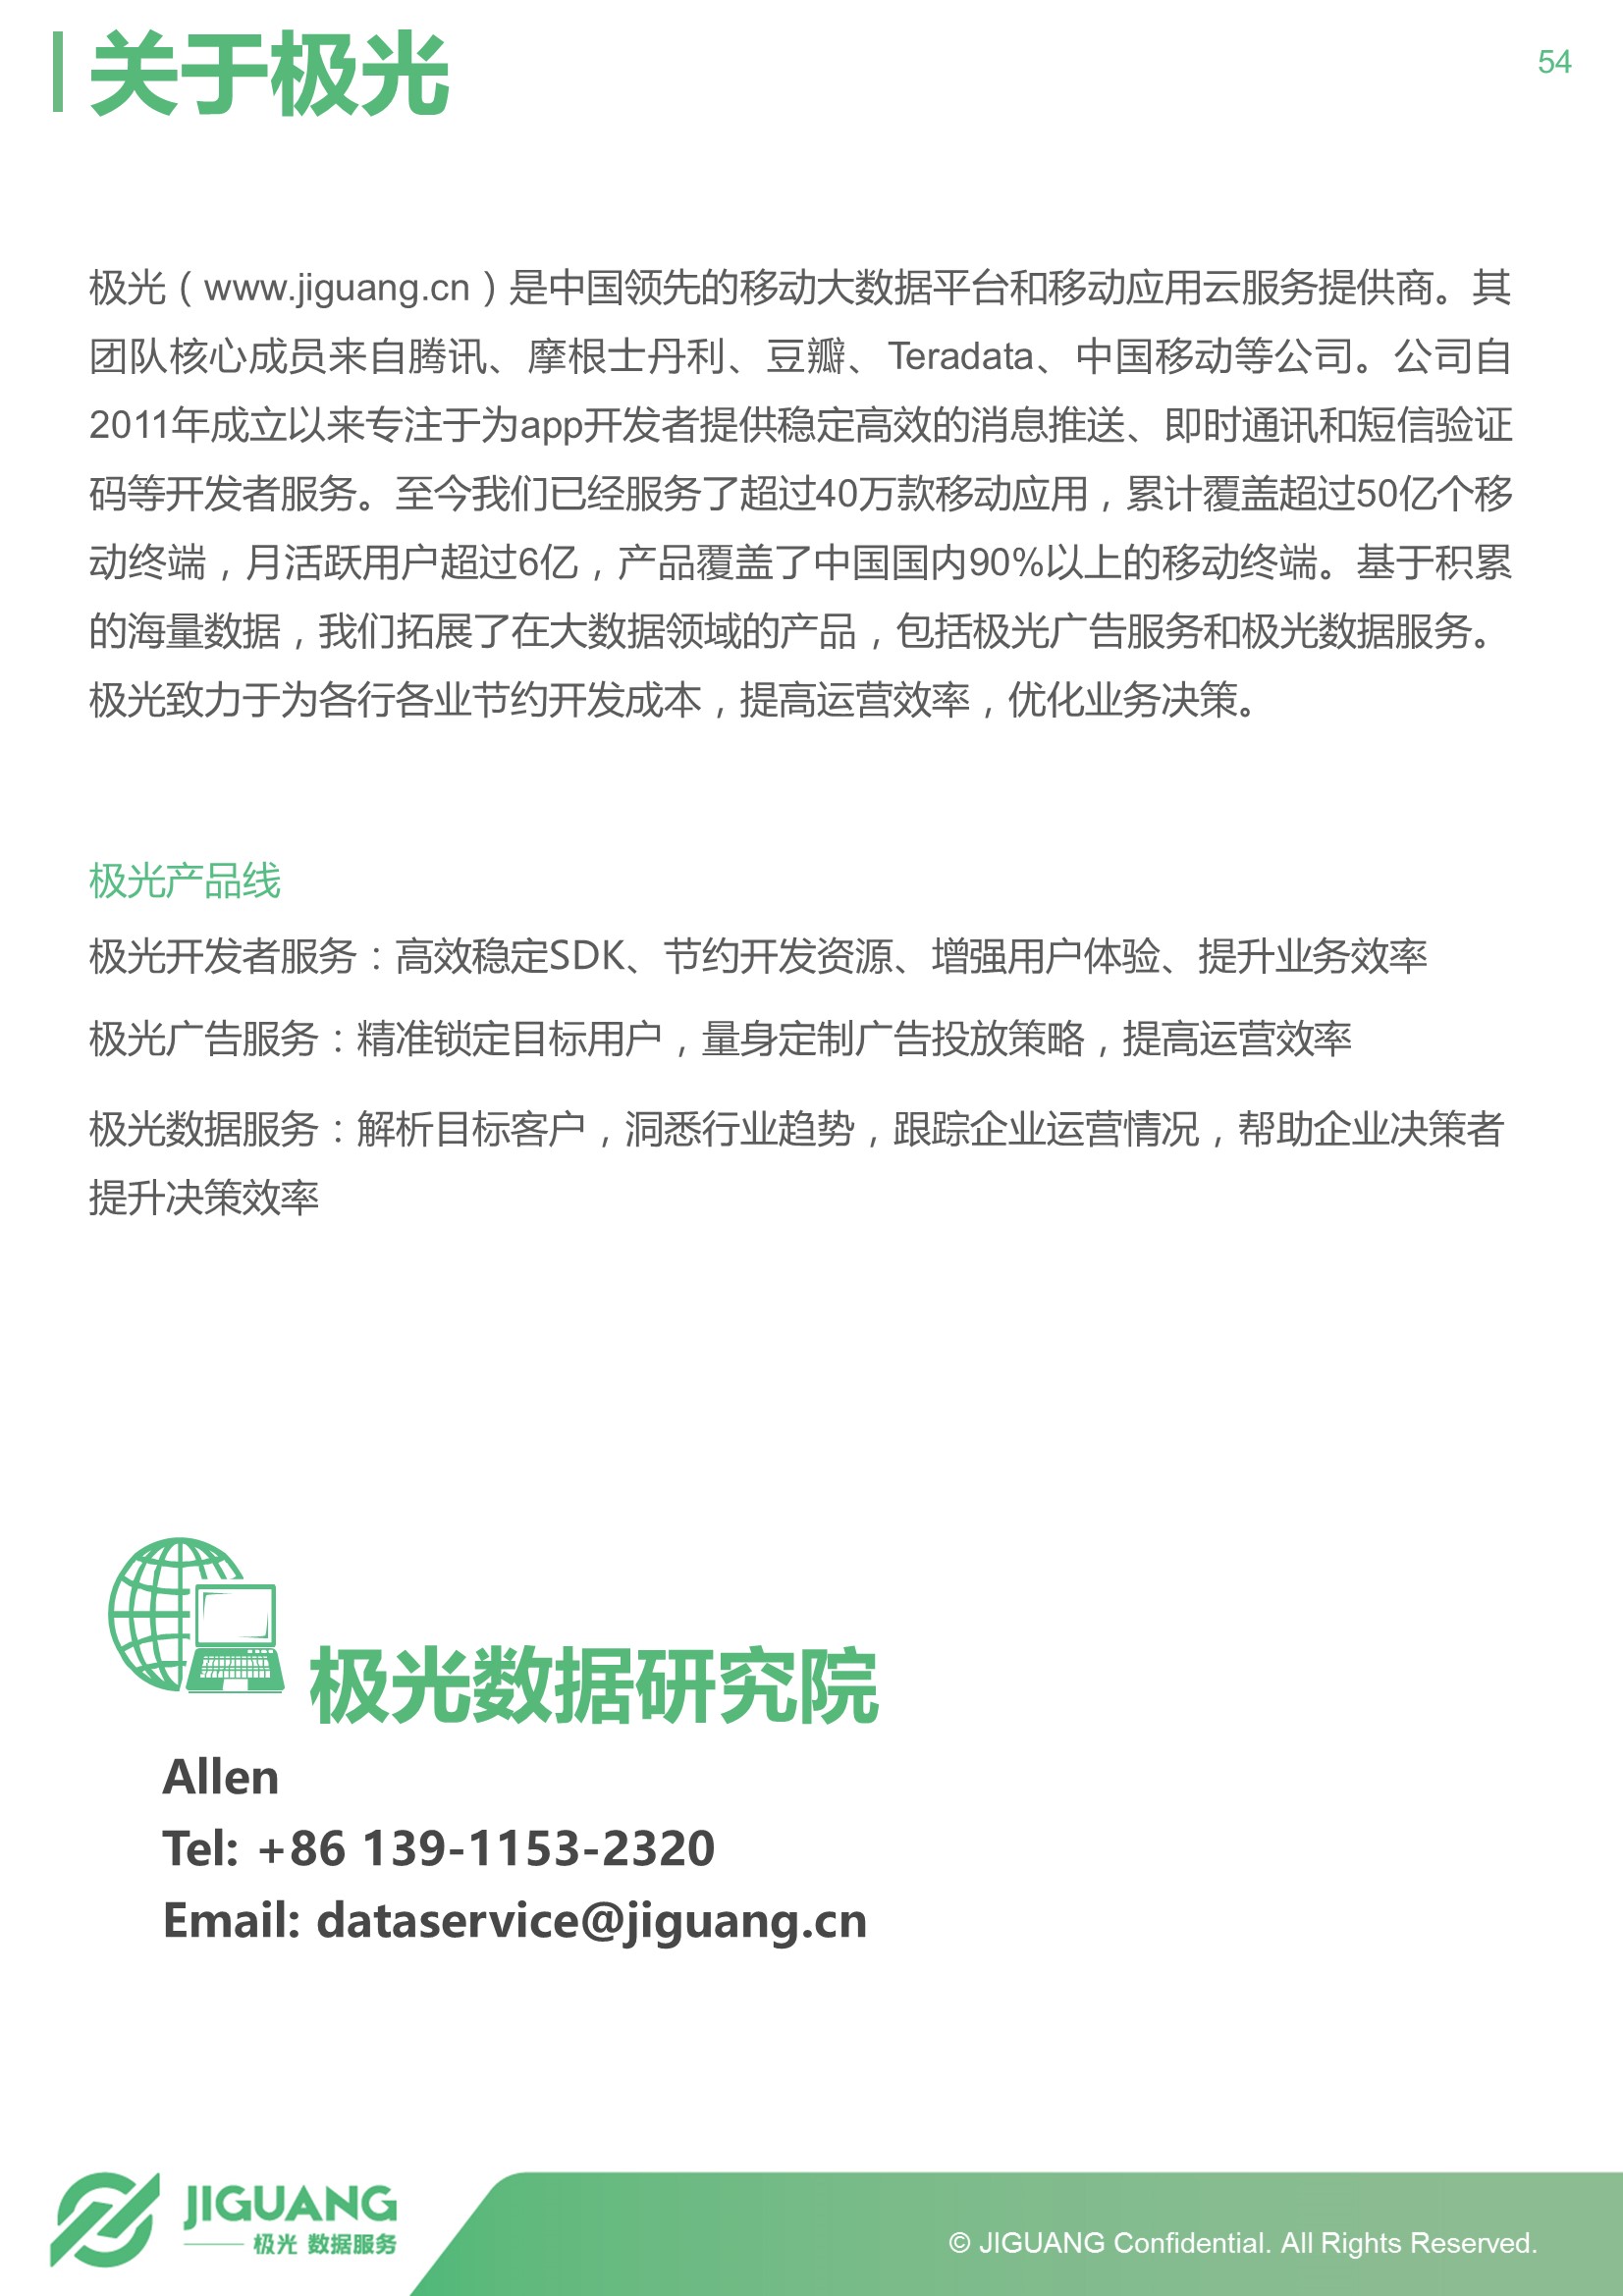 关于极光
54
极光（www.jiguang.cn）是中国领先的移动大数据平台和移动应用云服务提供商。其
团队核心成员来自腾讯、摩根士丹利、豆瓣、Teradata、中国移动等公司。公司自
2011年成立以来专注于为app开发者提供稳定高效的消息推送、即时通讯和短信验证
码等开发者服务。至今我们已经服务了超过40万款移动应用，累计覆盖超过50亿个移
动终端，月活跃用户超过6亿，产品覆盖了中国国内90%以上的移动终端。基于积累
的海量数据，我们拓展了在大数据领域的产品，包括极光广告服务和极光数据服务。
极光致力于为各行各业节约开发成本，提高运营效率，优化业务决策。
极光产品线
极光开发者服务：高效稳定SDK、节约开发资源、增强用户体验、提升业务效率
极光广告服务：精准锁定目标用户，量身定制广告投放策略，提高运营效率
极光数据服务：解析目标客户，洞悉行业趋势，跟踪企业运营情况，帮助企业决策者
提升决策效率
极光数据研究院
Allen
Tel: +86 139-1153-2320
Email: dataservice@jiguang.cn
JIGUANG
极光 数据服务
© JIGUANG Confidential. All Rights Reserved.